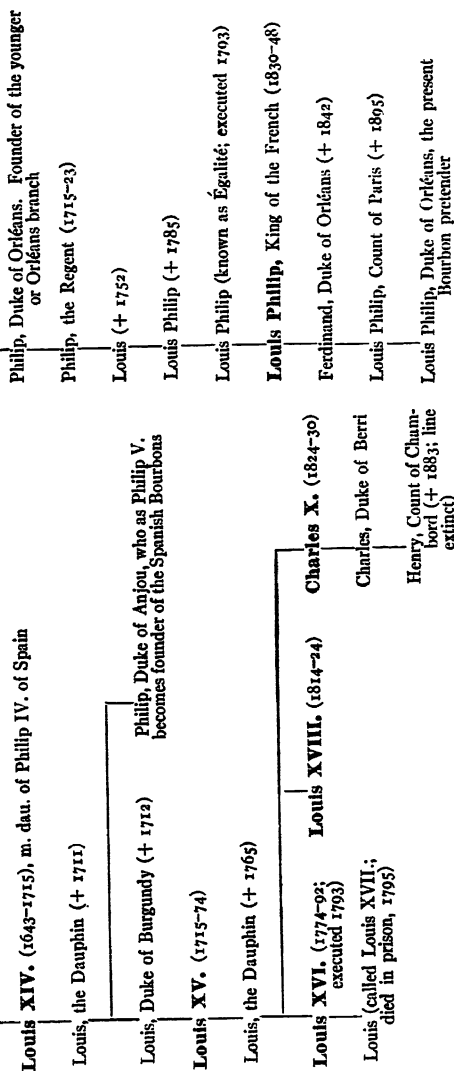 Louis XIV. (1643-1715), m. dau. of Philip IV. of Spain
Louis, the Dauphin (+ 1711)
Louis, Duke of Burgundy (+ 1712)
Philip, Duke of Anjou, who as Philip V.
becomes founder of the Spanish Bourbons
Louis XV. (1715-74)
Louis, the Dauphin (+ 1765)
Louis XVI. (1774-92;
executed 1793)
Louis XVIII. (1814-24)
Charles X. (1824-30)
Louis (called Louis XVII.;
died in prison, 1795)
Charles, Duke of Berri
Henry, Count of Cham-
bord (+ 1883; line
extinct)
Philip, Duke of Orléans. Founder of the younger
or Orléans branch
Philip, the Regent (1715-23)
Louis (+ 1752)
Louis Philip (+ 1785)
Louis Philip (known as Égalité; executed 1793)
Louis Philip, King of the French (1830-48)
Ferdinand, Duke of Orléans (+ 1842)
Louis Philip, Count of Paris (+ 1895)
Louis Philip, Duke of Orléans, the present
Bourbon pretender